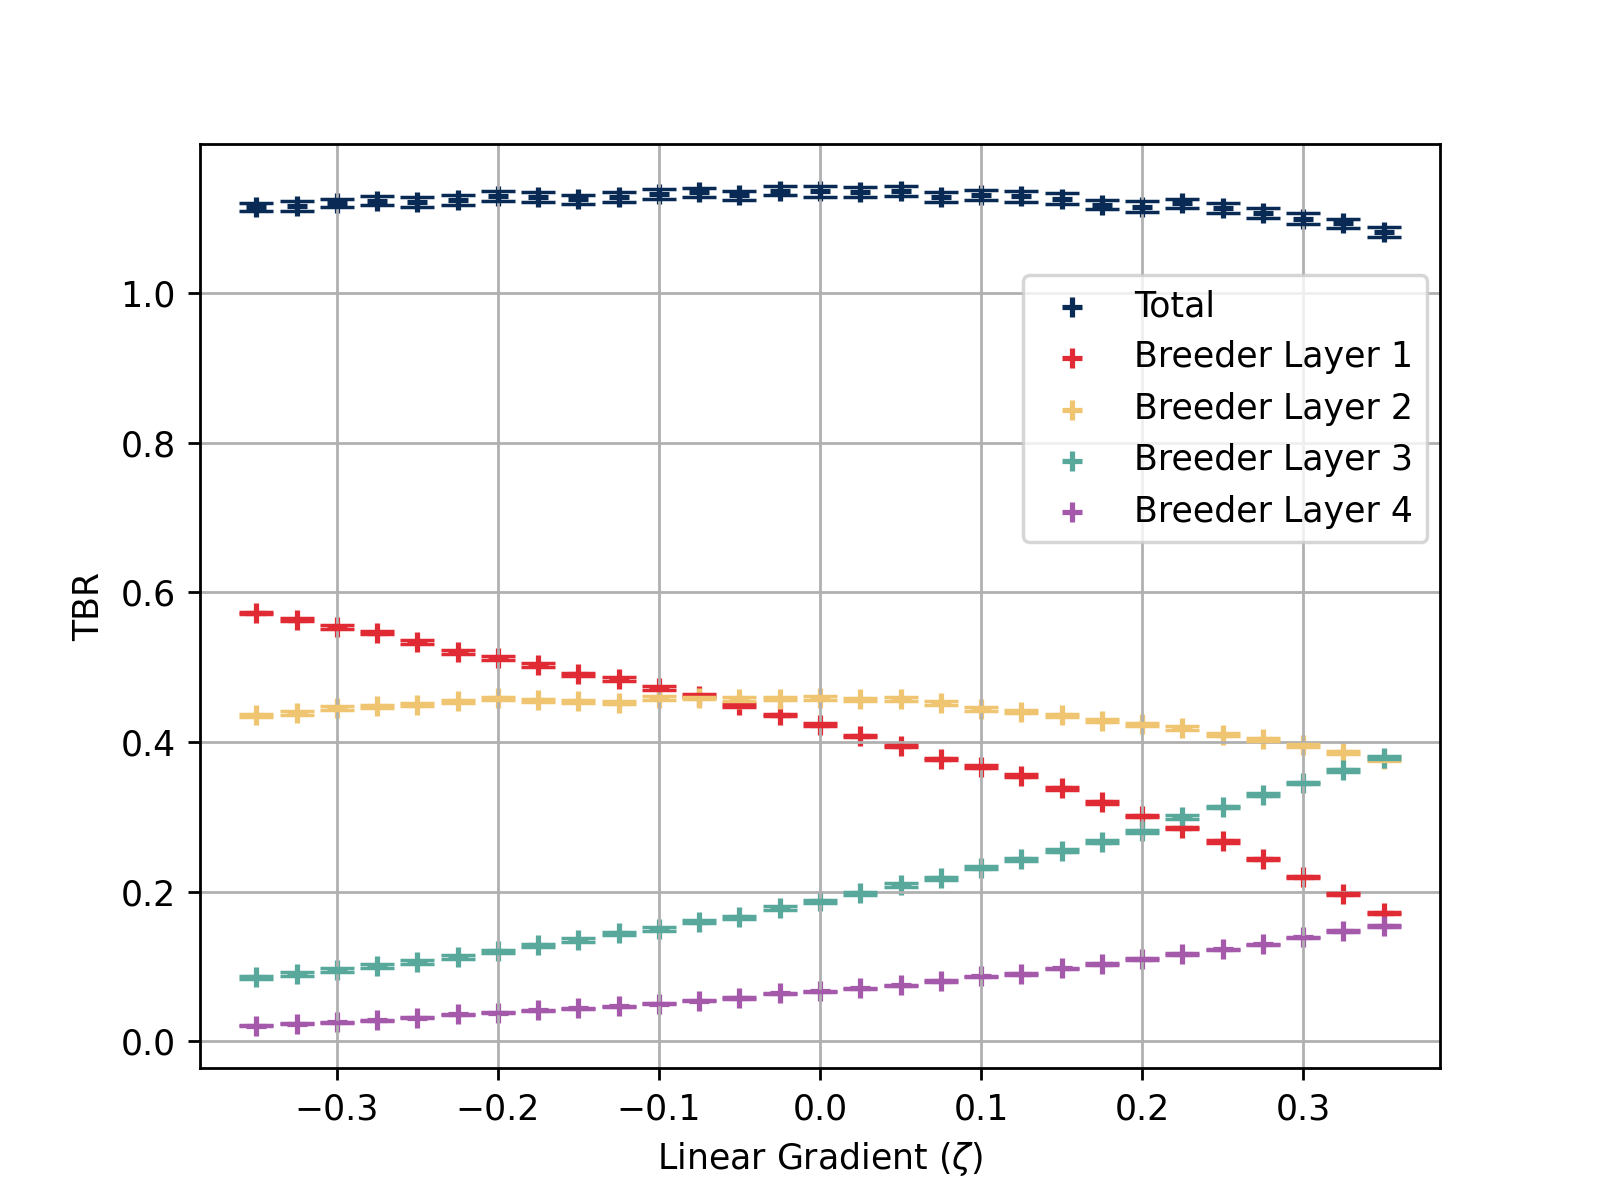 1.0
0.8
0.6
0.4
0.2
0.0
TBR
Total
Breeder Layer 1
Breeder Layer 2
Breeder Layer 3
Breeder Layer 4
−0.3 −0.2 −0.1 0.0 0.1 0.2 0.3
Linear Gradient (ζ)